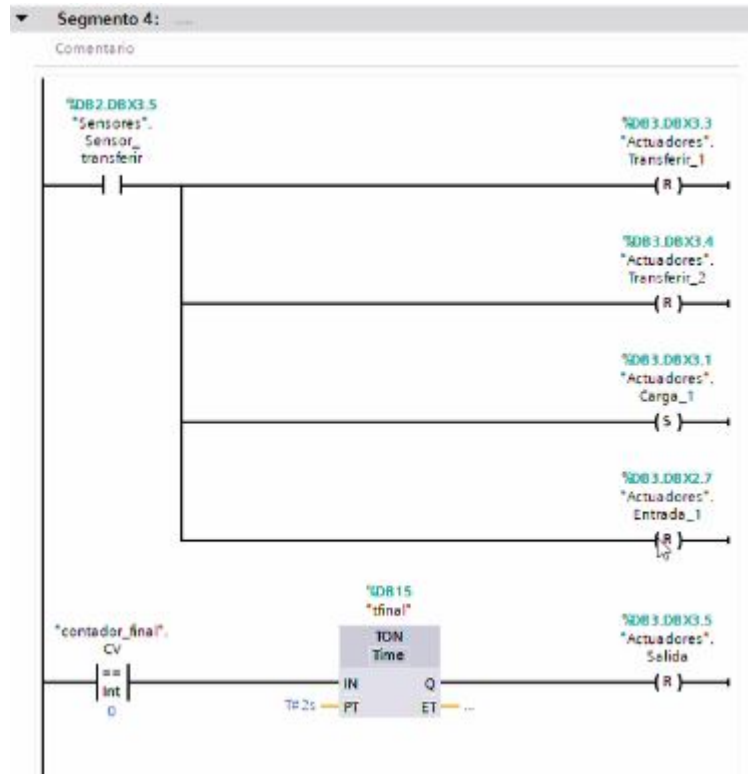 Segmento 4: ...
Comentario
%DB2.DBX3.5
"Sensores".
Sensor_
transferir
%DB3.DBX3.3
"Actuadores".
Transferir_1
R
%DB3.DBX3.4
"Actuadores".
Transferir_2
R
%DB3.DBX3.1
"Actuadores".
Carga_1
S
%DB3.DBX2.7
"Actuadores".
Entrada_1
R
"contador_final".
CV
==
Int
0
%DB15
"tfinal"
TON
Time
IN Q
T#2s PT ET ...
%DB3.DBX3.5
"Actuadores".
Salida
R